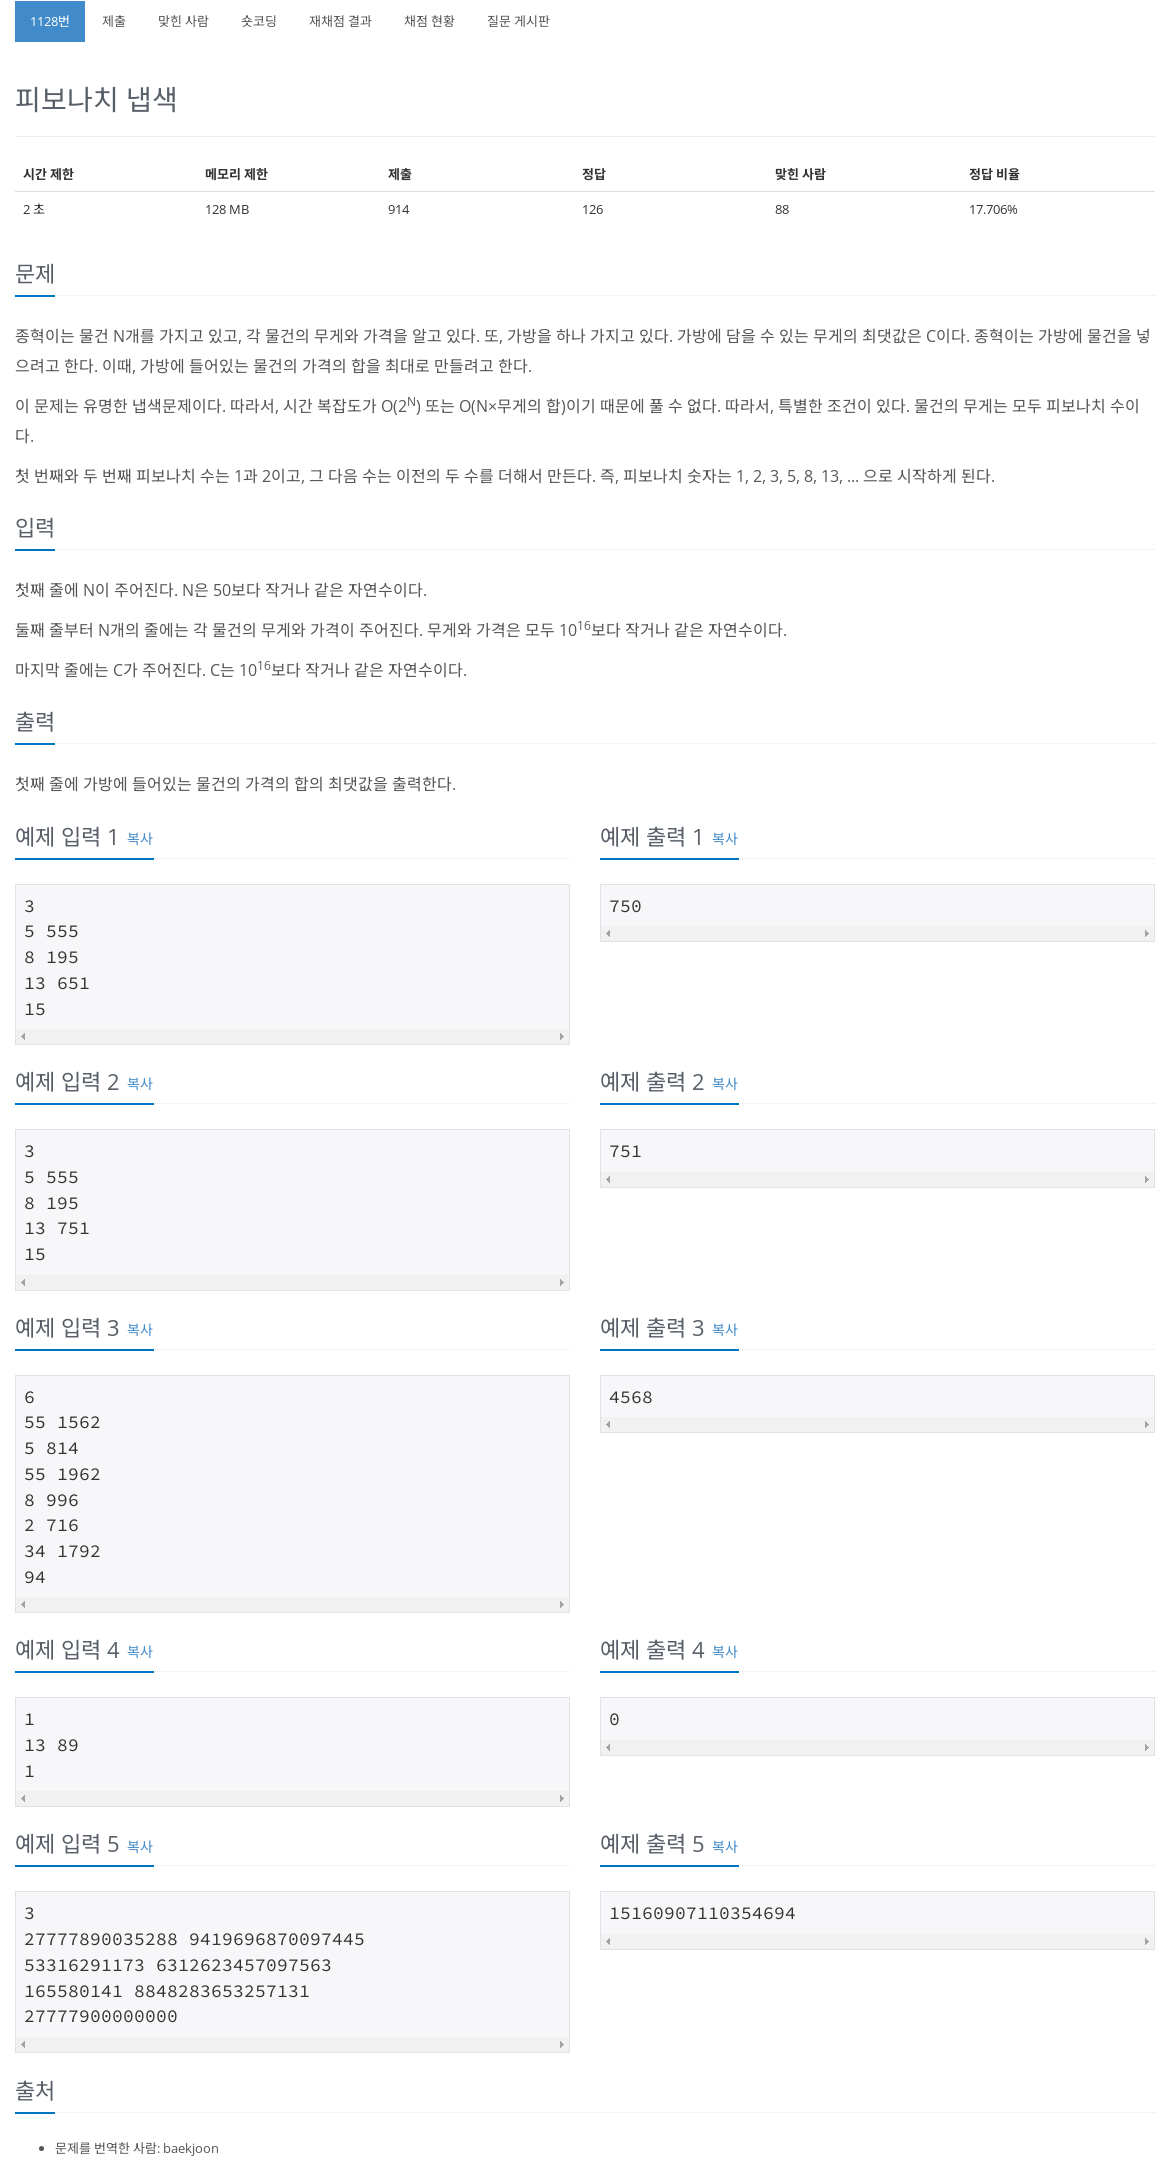 1128번 제출 맞힌 사람 숏코딩 재채점 결과 채점 현황 질문 게시판
피보나치 냅색
시간 제한 메모리 제한 제출 정답 맞힌 사람 정답 비율
2 초 128 MB 914 126 88 17.706%
문제
종혁이는 물건 N개를 가지고 있고, 각 물건의 무게와 가격을 알고 있다. 또, 가방을 하나 가지고 있다. 가방에 담을 수 있는 무게의 최댓값은 C이다. 종혁이는 가방에 물건을 넣
으려고 한다. 이때, 가방에 들어있는 물건의 가격의 합을 최대로 만들려고 한다.
이 문제는 유명한 냅색문제이다. 따라서, 시간 복잡도가 O(2^N) 또는 O(N×무게의 합)이기 때문에 풀 수 없다. 따라서, 특별한 조건이 있다. 물건의 무게는 모두 피보나치 수이
다.
첫 번째와 두 번째 피보나치 수는 1과 2이고, 그 다음 수는 이전의 두 수를 더해서 만든다. 즉, 피보나치 숫자는 1, 2, 3, 5, 8, 13, ... 으로 시작하게 된다.
입력
첫째 줄에 N이 주어진다. N은 50보다 작거나 같은 자연수이다.
둘째 줄부터 N개의 줄에는 각 물건의 무게와 가격이 주어진다. 무게와 가격은 모두 10^16보다 작거나 같은 자연수이다.
마지막 줄에는 C가 주어진다. C는 10^16보다 작거나 같은 자연수이다.
출력
첫째 줄에 가방에 들어있는 물건의 가격의 합의 최댓값을 출력한다.
예제 입력 1 복사
3
5 555
8 195
13 651
15
예제 출력 1 복사
750
예제 입력 2 복사
3
5 555
8 195
13 751
15
예제 출력 2 복사
751
예제 입력 3 복사
6
55 1562
5 814
55 1962
8 996
2 716
34 1792
94
예제 출력 3 복사
4568
예제 입력 4 복사
1
13 89
1
예제 출력 4 복사
0
예제 입력 5 복사
3
27777890035288 9419696870097445
53316291173 6312623457097563
165580141 8848283653257131
27777900000000
예제 출력 5 복사
15160907110354694
출처
• 문제를 번역한 사람: baekjoon